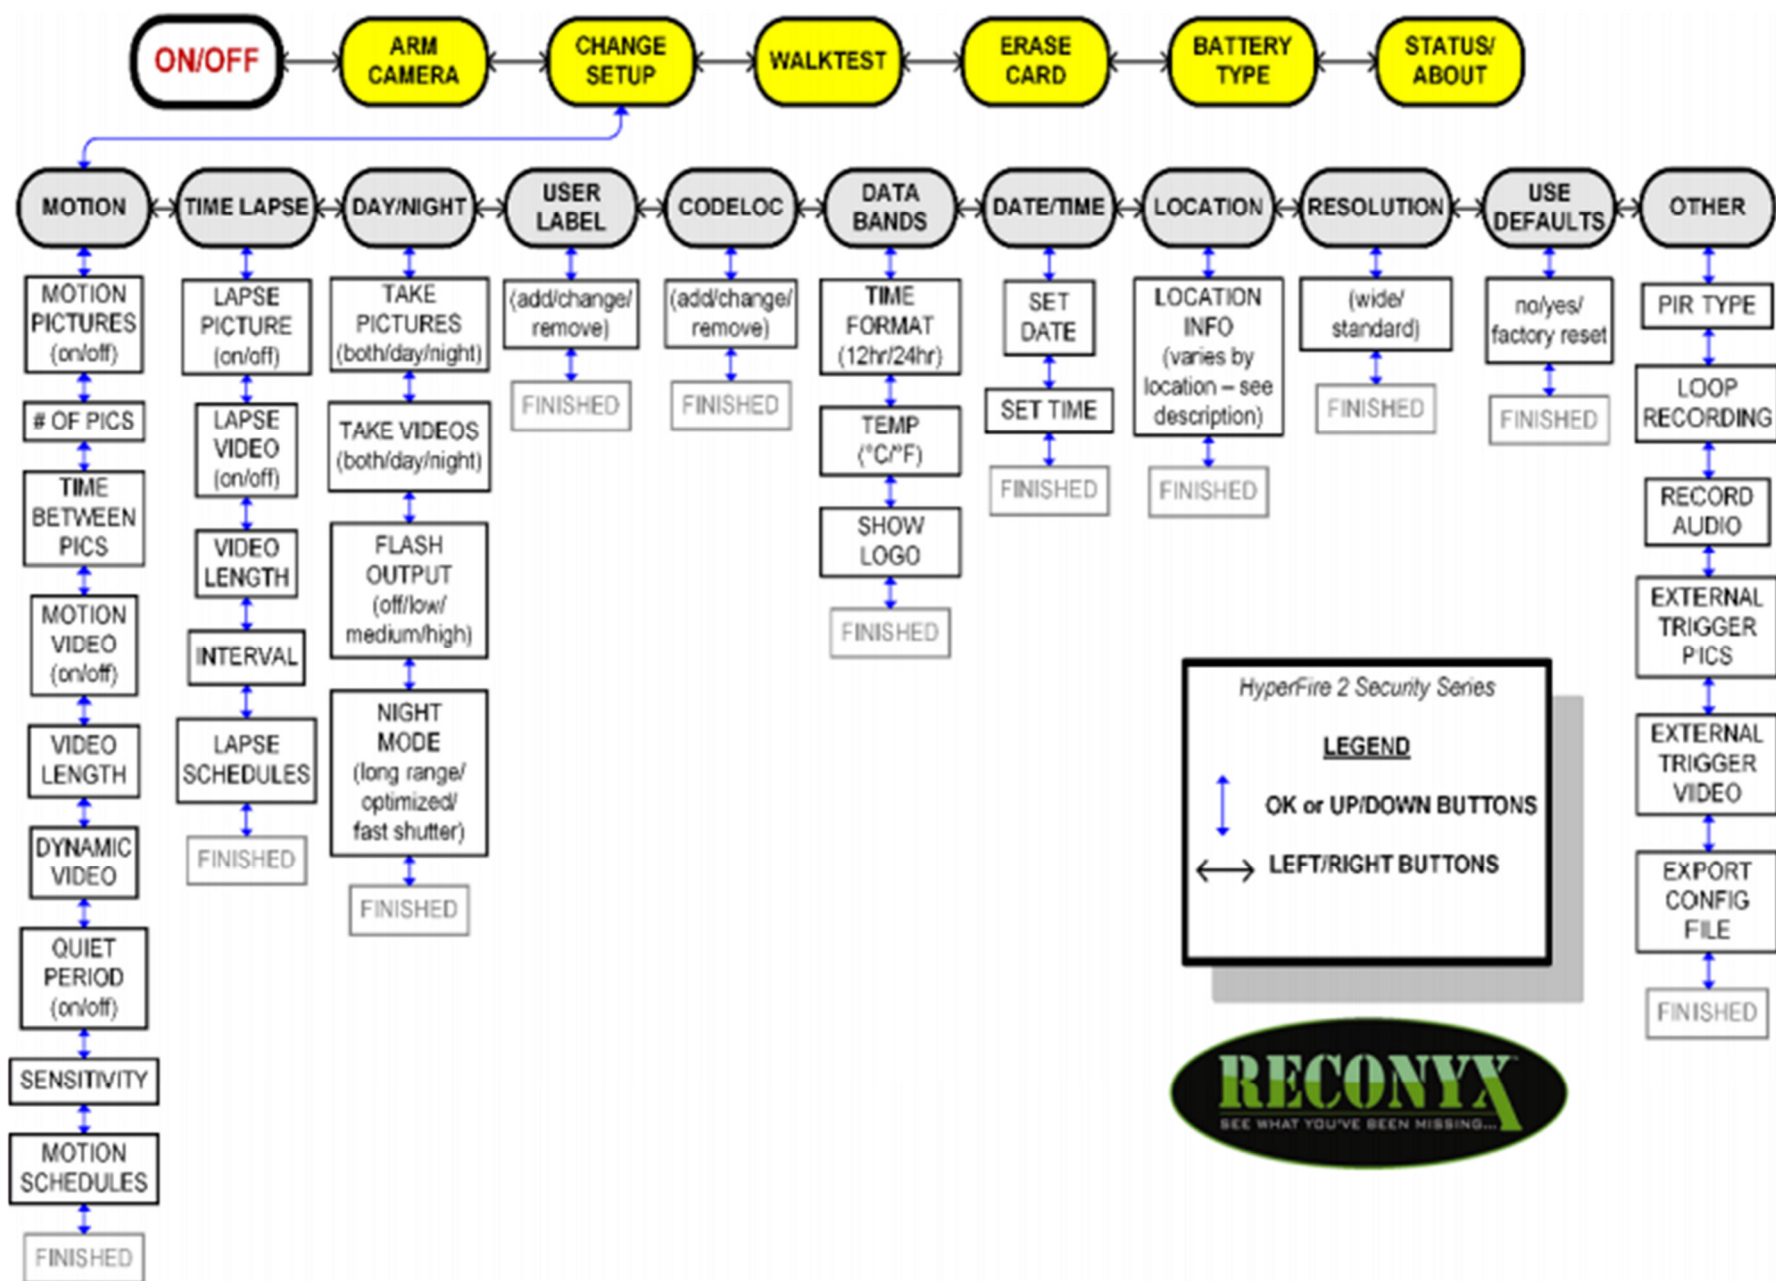 ON/OFF
ARM
CAMERA
CHANGE
SETUP
WALKTEST
ERASE
CARD
BATTERY
TYPE
STATUS/
ABOUT
MOTION
TIME LAPSE
DAY/NIGHT
USER
LABEL
CODELOC
DATA
BANDS
DATE/TIME
LOCATION
RESOLUTION
USE
DEFAULTS
OTHER
MOTION
PICTURES
(on/off)
# OF PICS
TIME
BETWEEN
PICS
MOTION
VIDEO
(on/off)
VIDEO
LENGTH
DYNAMIC
VIDEO
QUIET
PERIOD
(on/off)
SENSITIVITY
MOTION
SCHEDULES
FINISHED
LAPSE
PICTURE
(on/off)
LAPSE
VIDEO
(on/off)
VIDEO
LENGTH
INTERVAL
LAPSE
SCHEDULES
FINISHED
TAKE
PICTURES
(both/day/night)
TAKE VIDEOS
(both/day/night)
FLASH
OUTPUT
(off/low/
medium/high)
NIGHT
MODE
(long range/
optimized/
fast shutter)
FINISHED
(add/change/
remove)
FINISHED
(add/change/
remove)
FINISHED
TIME
FORMAT
(12hr/24hr)
TEMP
(°C/°F)
SHOW
LOGO
FINISHED
SET
DATE
SET TIME
FINISHED
LOCATION
INFO
(varies by
location – see
description)
FINISHED
(wide/
standard)
FINISHED
no/yes/
factory reset
FINISHED
PIR TYPE
LOOP
RECORDING
RECORD
AUDIO
EXTERNAL
TRIGGER
PICS
EXTERNAL
TRIGGER
VIDEO
EXPORT
CONFIG
FILE
FINISHED
HyperFire 2 Security Series
LEGEND
OK or UP/DOWN BUTTONS
LEFT/RIGHT BUTTONS
RECONYX
SEE WHAT YOU'VE BEEN MISSING...